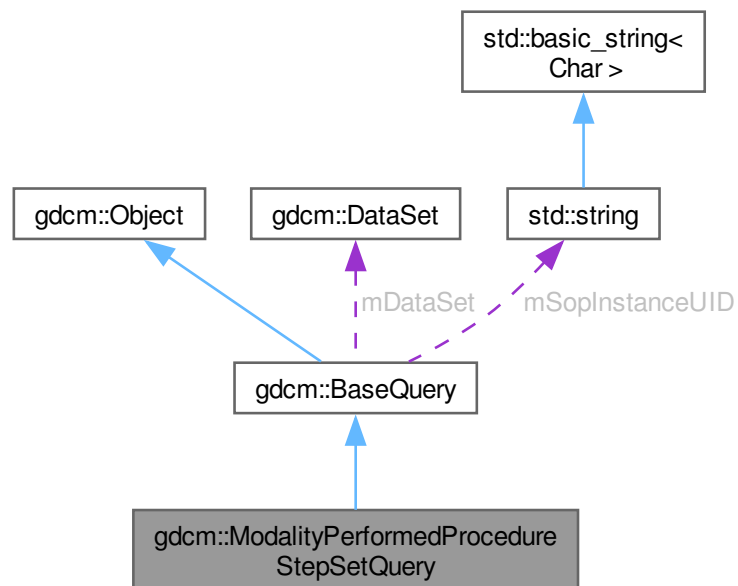 std::basic_string<
Char >
gdcm::Object
gdcm::DataSet
std::string
mDataSet
mSopInstanceUID
gdcm::BaseQuery
gdcm::ModalityPerformedProcedure
StepSetQuery